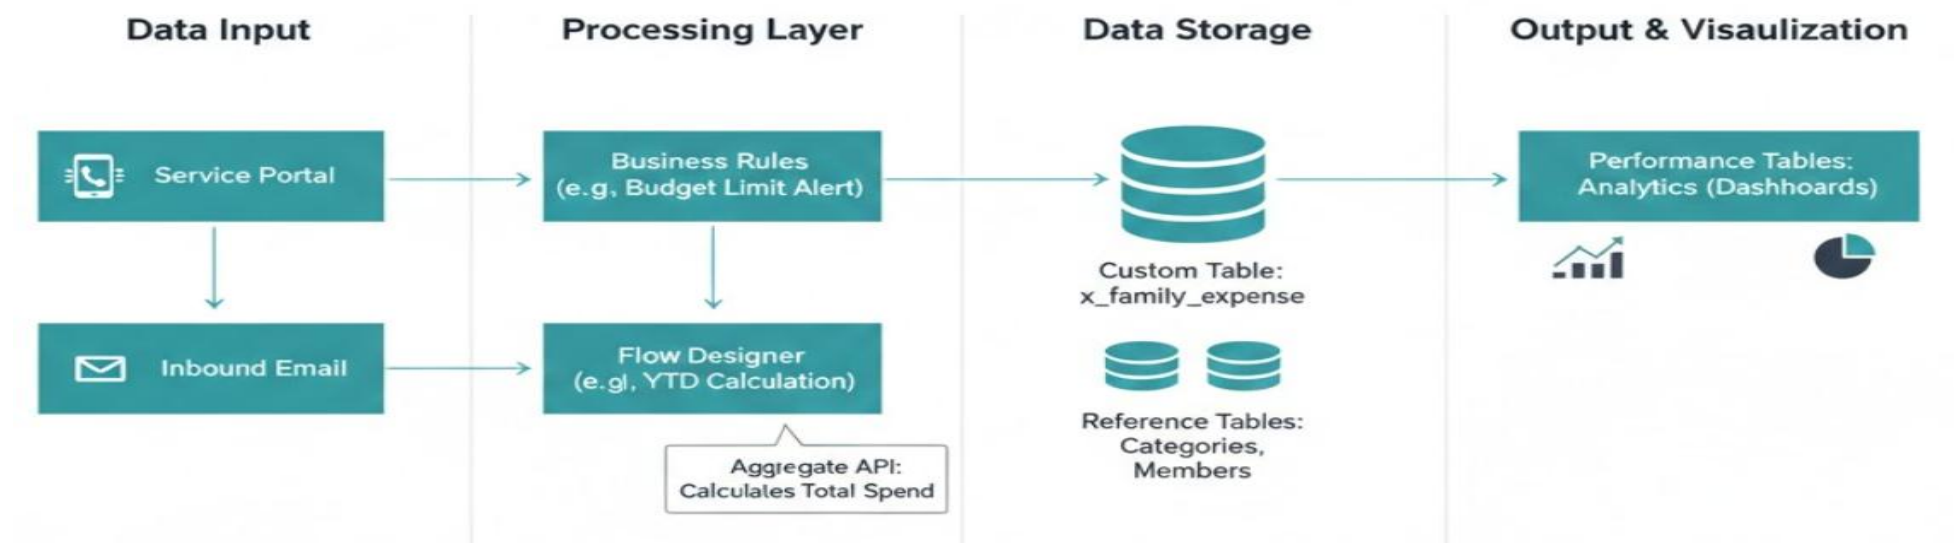 Data Input
Processing Layer
Data Storage
Output & Visaulization
Service Portal
Business Rules
(e.g, Budget Limit Alert)
Performance Tables:
Analytics (Dashhoards)
Custom Table:
x_family_expense
Inbound Email
Flow Designer
(e.gl, YTD Calculation)
Reference Tables:
Categories,
Members
Aggregate API:
Calculales Total Spend